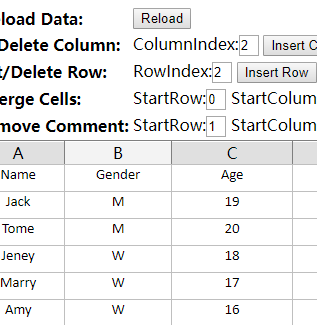 load Data: Reload
Delete Column: ColumnIndex:2 Insert C
t/Delete Row: RowIndex:2 Insert Row
erge Cells: StartRow:0 StartColum
move Comment: StartRow:1 StartColum
A B C
Name Gender Age
Jack M 19
Tome M 20
Jeney W 18
Marry W 17
Amy W 16